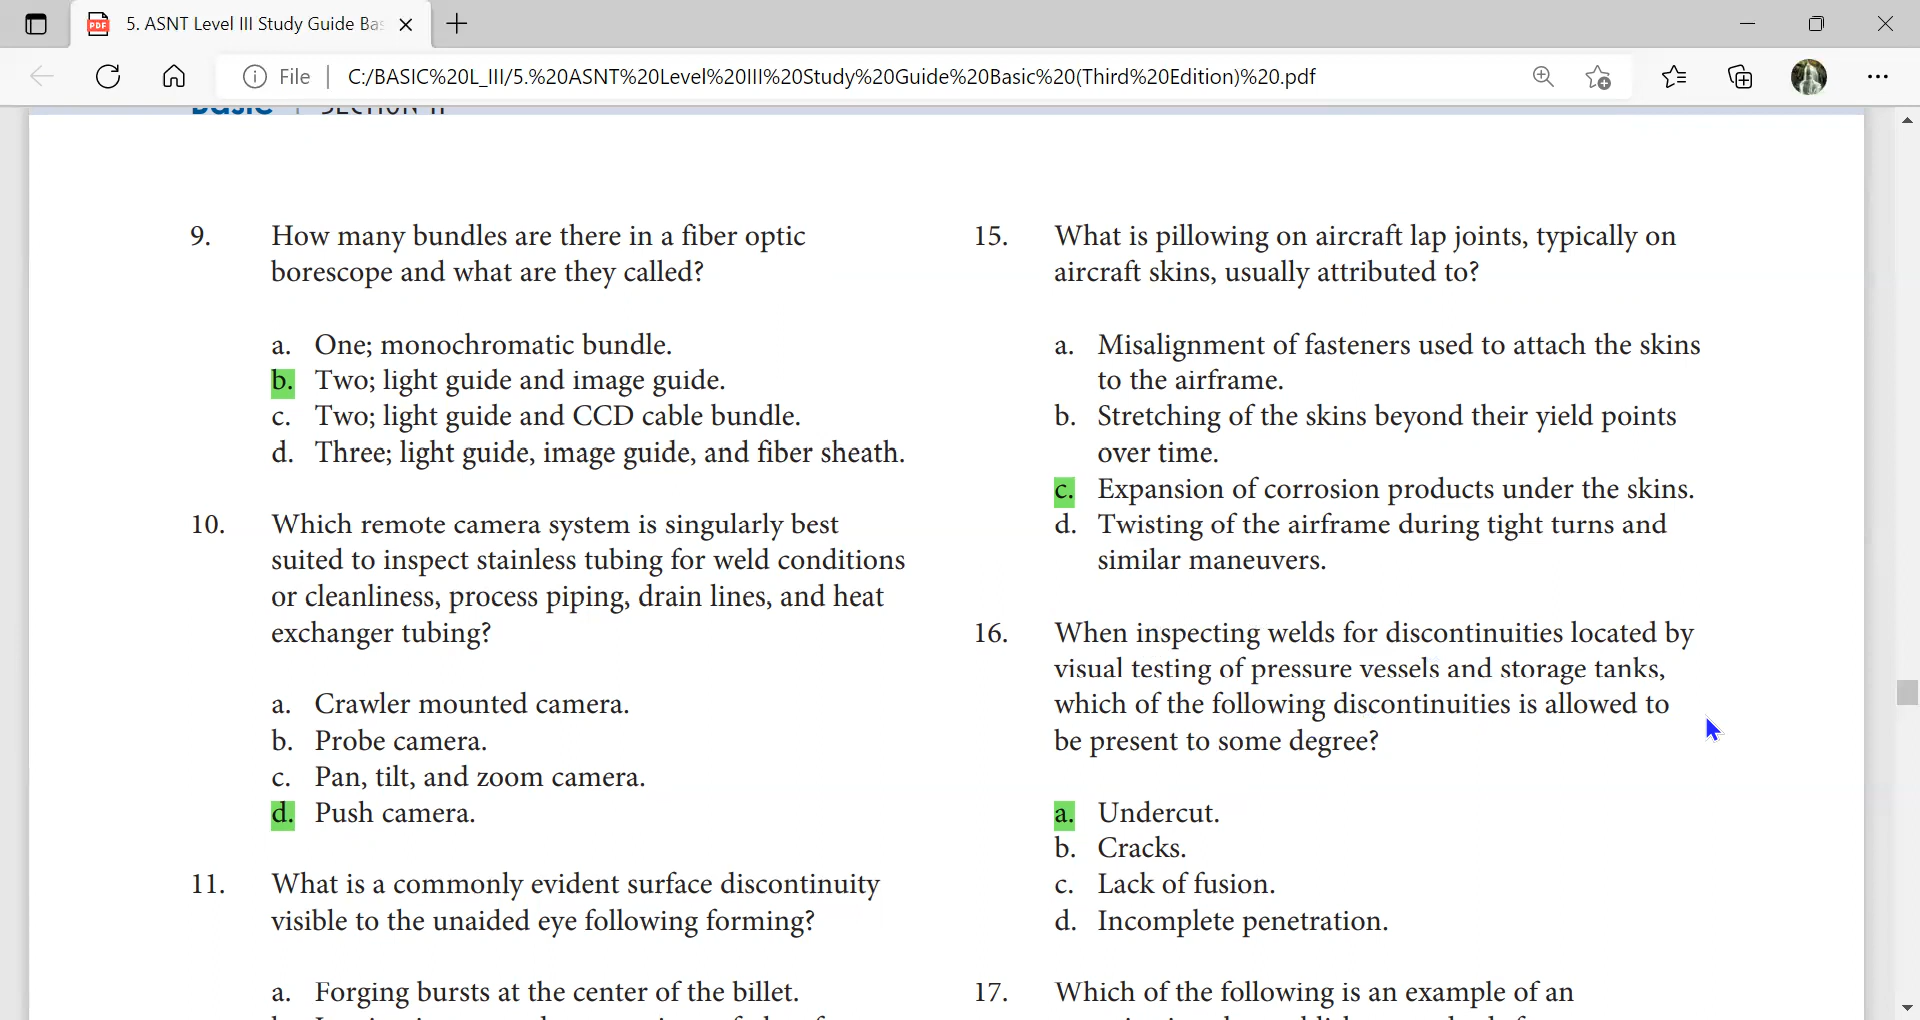 5. ASNT Level III Study Guide Ba
File
C:/BASIC%20L_III/5.%20ASNT%20Level%20III%20Study%20Guide%20Basic%20(Third%20Edition)%20.pdf
Basic | SECTION II
9. How many bundles are there in a fiber optic
borescope and what are they called?
a. One; monochromatic bundle.
b. Two; light guide and image guide.
c. Two; light guide and CCD cable bundle.
d. Three; light guide, image guide, and fiber sheath.
10. Which remote camera system is singularly best
suited to inspect stainless tubing for weld conditions
or cleanliness, process piping, drain lines, and heat
exchanger tubing?
a. Crawler mounted camera.
b. Probe camera.
c. Pan, tilt, and zoom camera.
d. Push camera.
11. What is a commonly evident surface discontinuity
visible to the unaided eye following forming?
a. Forging bursts at the center of the billet.
15. What is pillowing on aircraft lap joints, typically on
aircraft skins, usually attributed to?
a. Misalignment of fasteners used to attach the skins
to the airframe.
b. Stretching of the skins beyond their yield points
over time.
c. Expansion of corrosion products under the skins.
d. Twisting of the airframe during tight turns and
similar maneuvers.
16. When inspecting welds for discontinuities located by
visual testing of pressure vessels and storage tanks,
which of the following discontinuities is allowed to
be present to some degree?
a. Undercut.
b. Cracks.
c. Lack of fusion.
d. Incomplete penetration.
17. Which of the following is an example of an